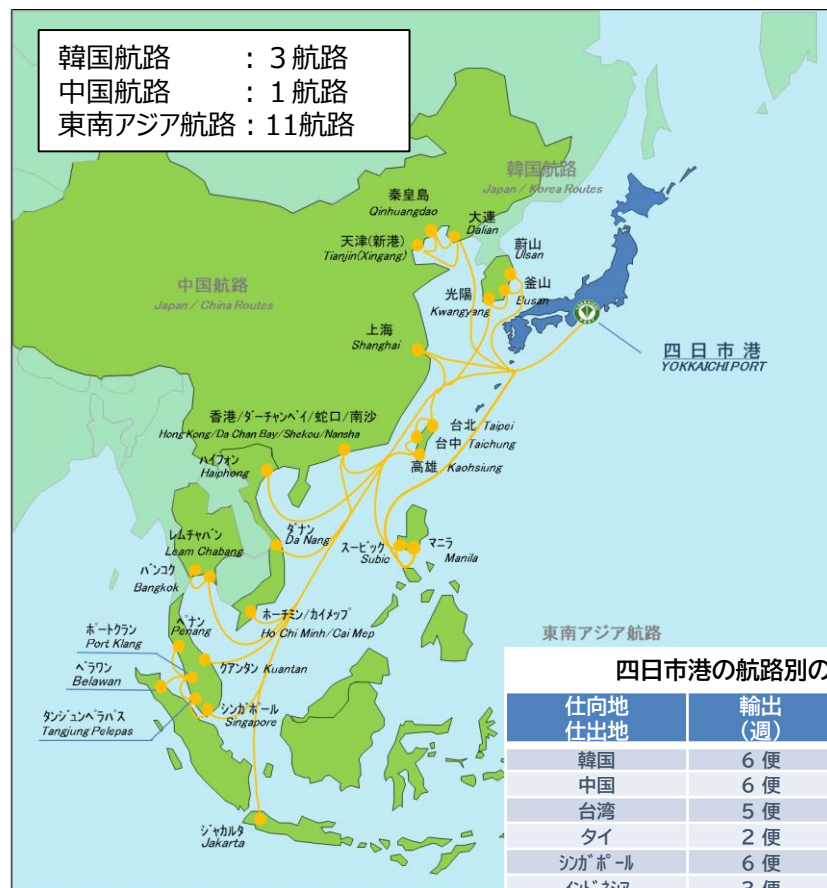 韓国航路 : 3航路
中国航路 : 1航路
東南アジア航路 : 11航路
韓国航路
Japan / Korea Routes
秦皇島
Qinhuangdao
大連
Dalian
天津(新港)
Tianjin(Xingang)
蔚山
Ulsan
釜山
Busan
光陽
Kwangyang
中国航路
Japan / China Routes
上海
Shanghai
四日市港
YOKKAICHI PORT
香港/ダーチャンベイ/蛇口/南沙
Hong Kong/Da Chan Bay/Shekou/Nansha
台北 Taipei
台中 Taichung
高雄 Kaohsiung
ハイフォン
Haiphong
レムチャバン
Leam Chabang
ダナン
Da Nang
スービック
Subic
マニラ
Manila
バンコク
Bangkok
ホーチミン/カイメップ
Ho Chi Minh/Cai Mep
ペナン
Penang
ポートクラン
Port Klang
クアンタン Kuantan
ベラワン
Belawan
シンガポール
Singapore
タンジュンペラパス
Tangjung Pelepas
ジャカルタ
Jakarta
東南アジア航路
四日市港の航路別の
仕向地 輸出
仕出地 (週)
韓国 6 便
中国 6 便
台湾 5 便
タイ 2 便
シンガポール 6 便
インドネシア 3 便